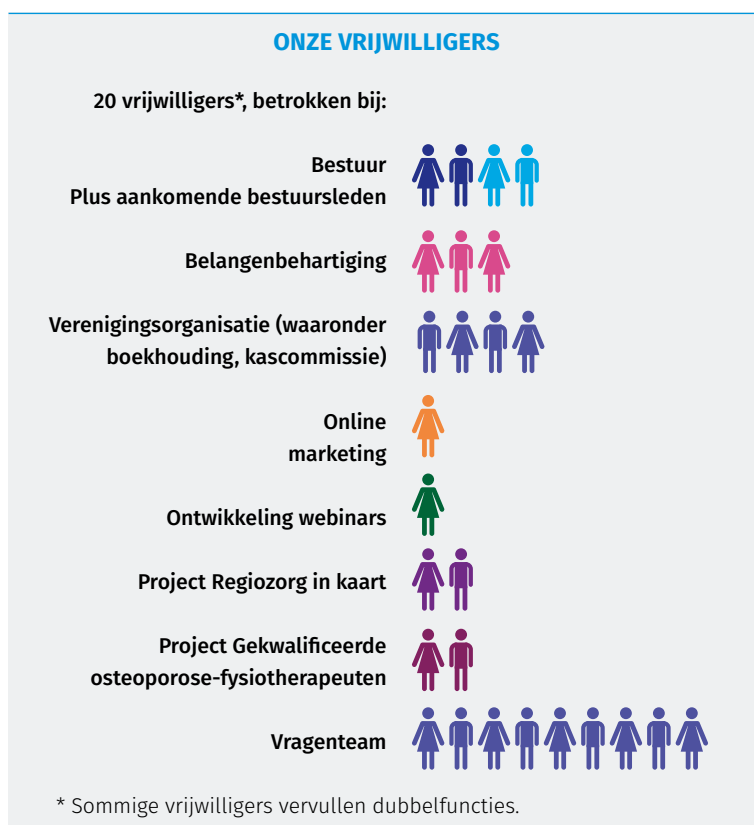 ONZE VRIJWILLIGERS
20 vrijwilligers*, betrokken bij:
Bestuur
Plus aankomende bestuursleden
Belangenbehartiging
Verenigingsorganisatie (waaronder
boekhouding, kascommissie)
Online
marketing
Ontwikkeling webinars
Project Regiozorg in kaart
Project Gekwalificeerde
osteoporose-fysiotherapeuten
Vragenteam
* Sommige vrijwilligers vervullen dubbelfuncties.